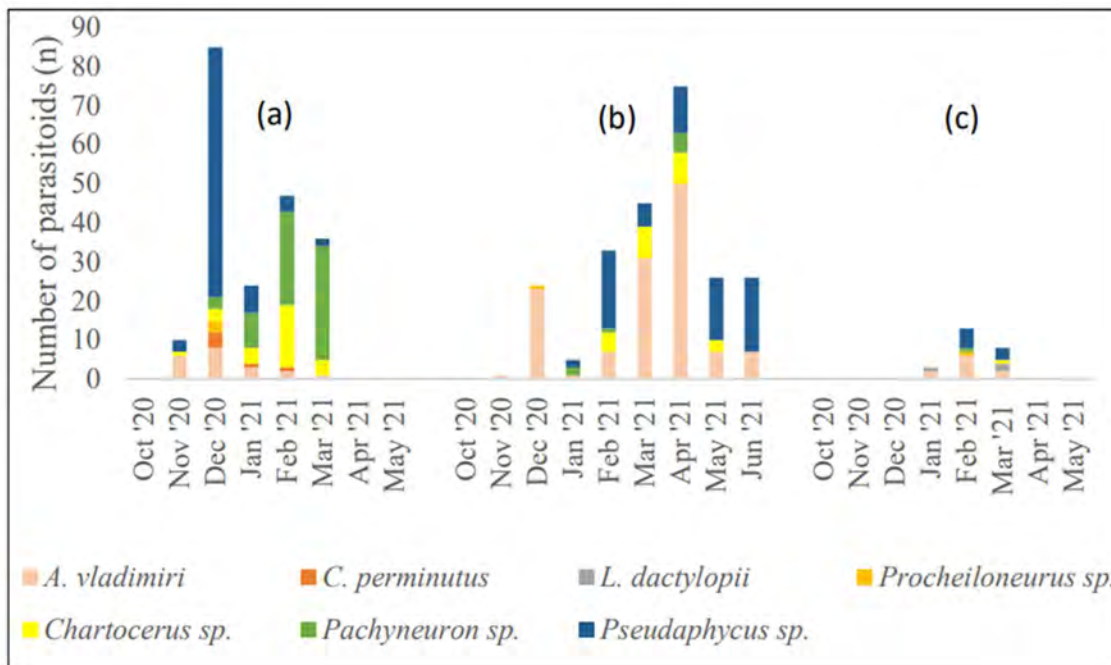 Number of parasitoids (n)
90
80
70
60
50
40
30
20
10
0
(a)
(b)
(c)
Oct '20
Nov '20
Dec '20
Jan '21
Feb '21
Mar '21
Apr '21
May '21
Oct '20
Nov '20
Dec '20
Jan '21
Feb '21
Mar '21
Apr '21
May '21
Jun '21
Oct '20
Nov '20
Dec '20
Jan '21
Feb '21
Mar '21
Apr '21
May '21
A. vladimiri
C. perminutus
L. dactylopii
Procheiloneurus sp.
Chartocerus sp.
Pachyneuron sp.
Pseudaphycus sp.